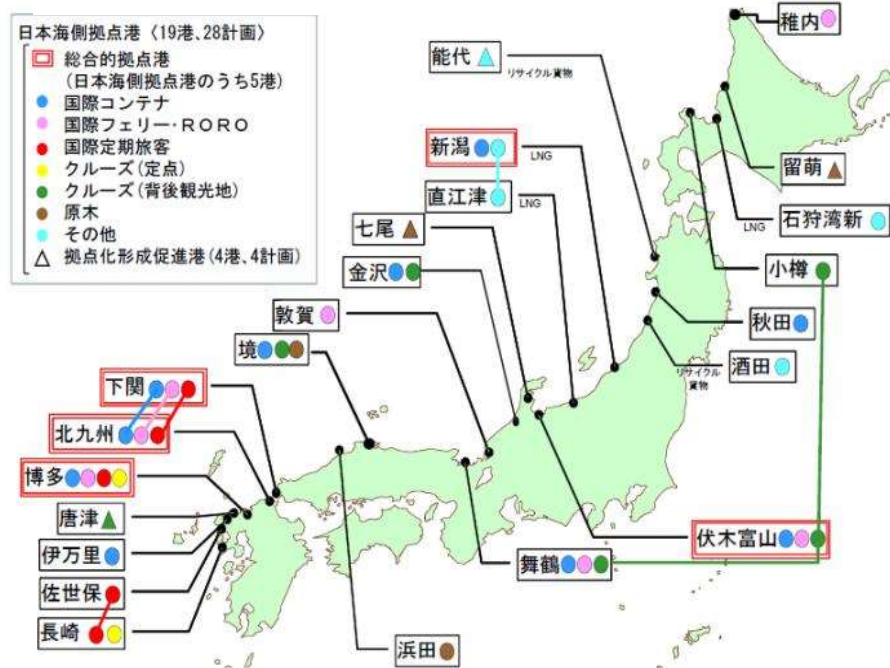 日本海側拠点港〈19港、28計画〉
総合的拠点港
(日本海側拠点港のうち5港)
国際コンテナ
国際フェリー・RORO
国際定期旅客
クルーズ(定点)
クルーズ(背後観光地)
原木
その他
拠点化形成促進港(4港、4計画)
稚内
能代
リサイクル貨物
新潟
LNG
留萌
直江津
LNG
七尾
石狩湾新
LNG
金沢
小樽
敦賀
秋田
境
酒田
リサイクル
貨物
下関
北九州
博多
唐津
伏木富山
伊万里
舞鶴
佐世保
長崎
浜田